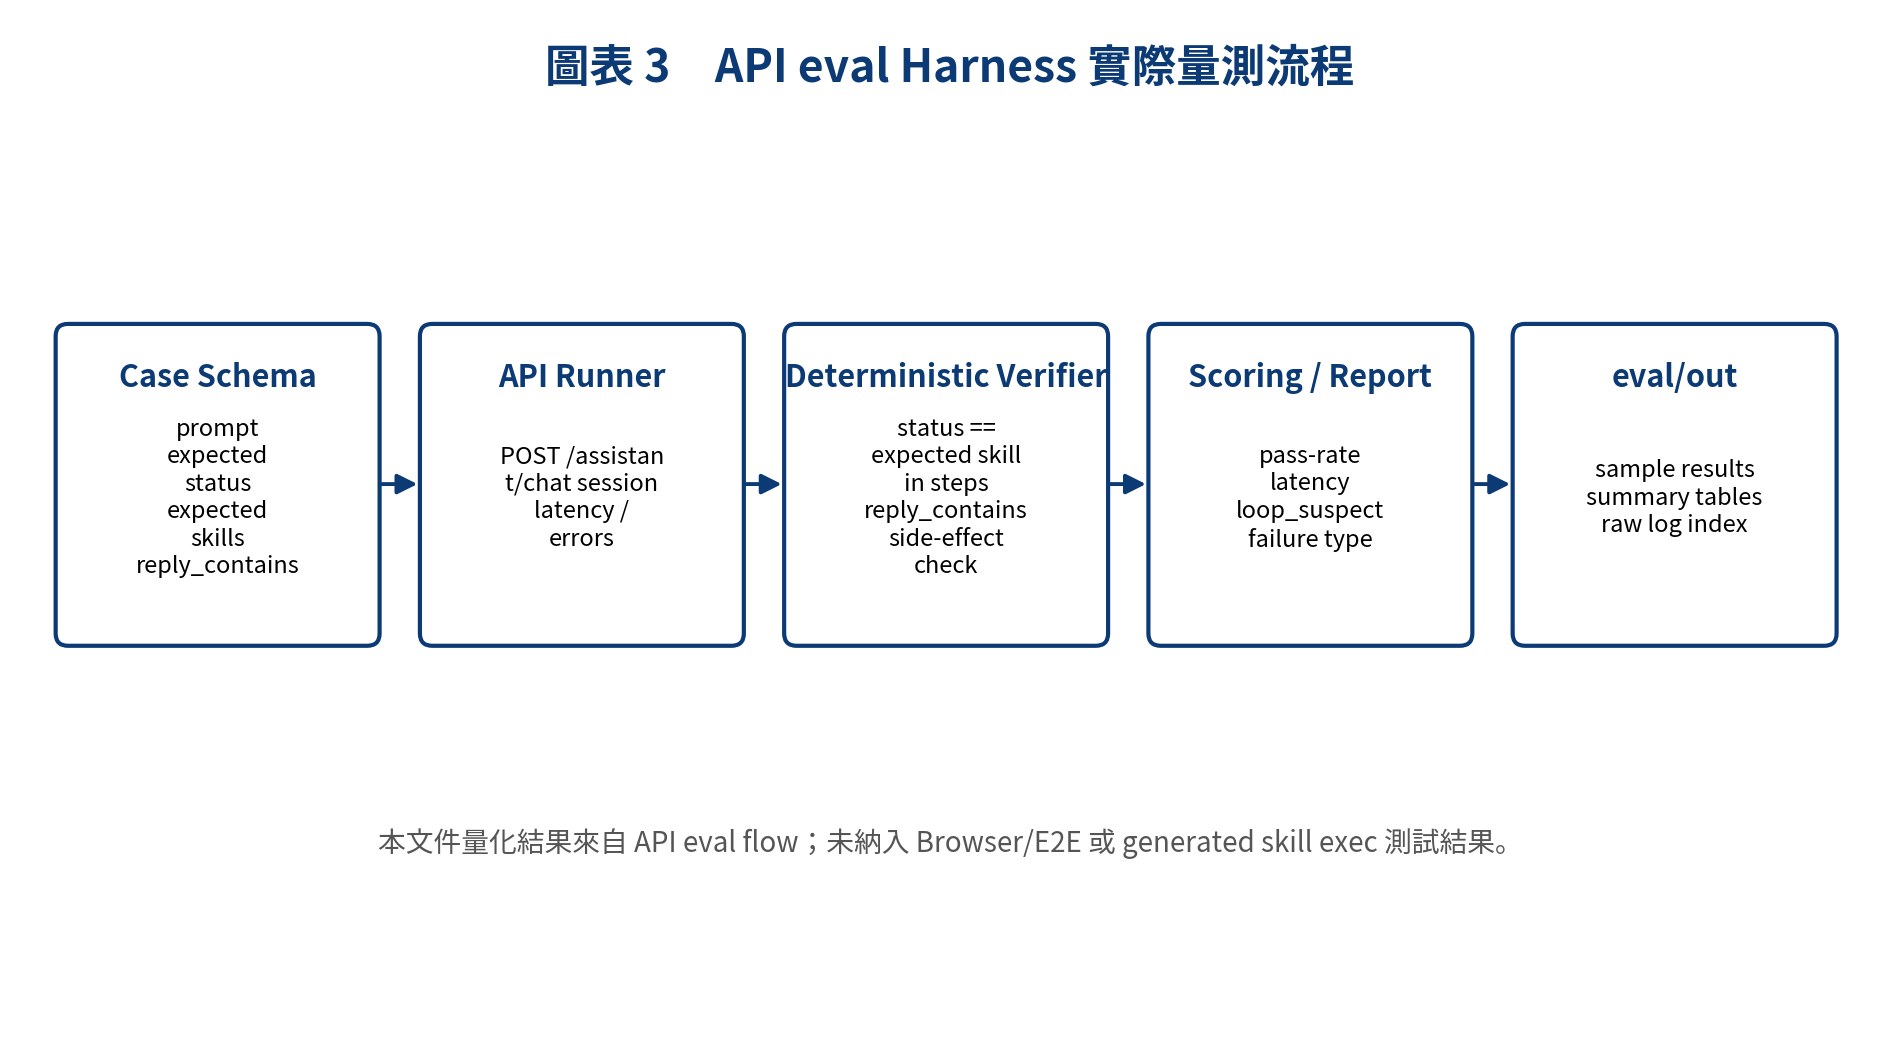 圖表 3　API eval Harness 實際量測流程
Case Schema
prompt
expected
status
expected
skills
reply_contains
API Runner
POST /assistan
t/chat session
latency /
errors
Deterministic Verifier
status ==
expected skill
in steps
reply_contains
side-effect
check
Scoring / Report
pass-rate
latency
loop_suspect
failure type
eval/out
sample results
summary tables
raw log index
本文件量化結果來自 API eval flow；未納入 Browser/E2E 或 generated skill exec 測試結果。